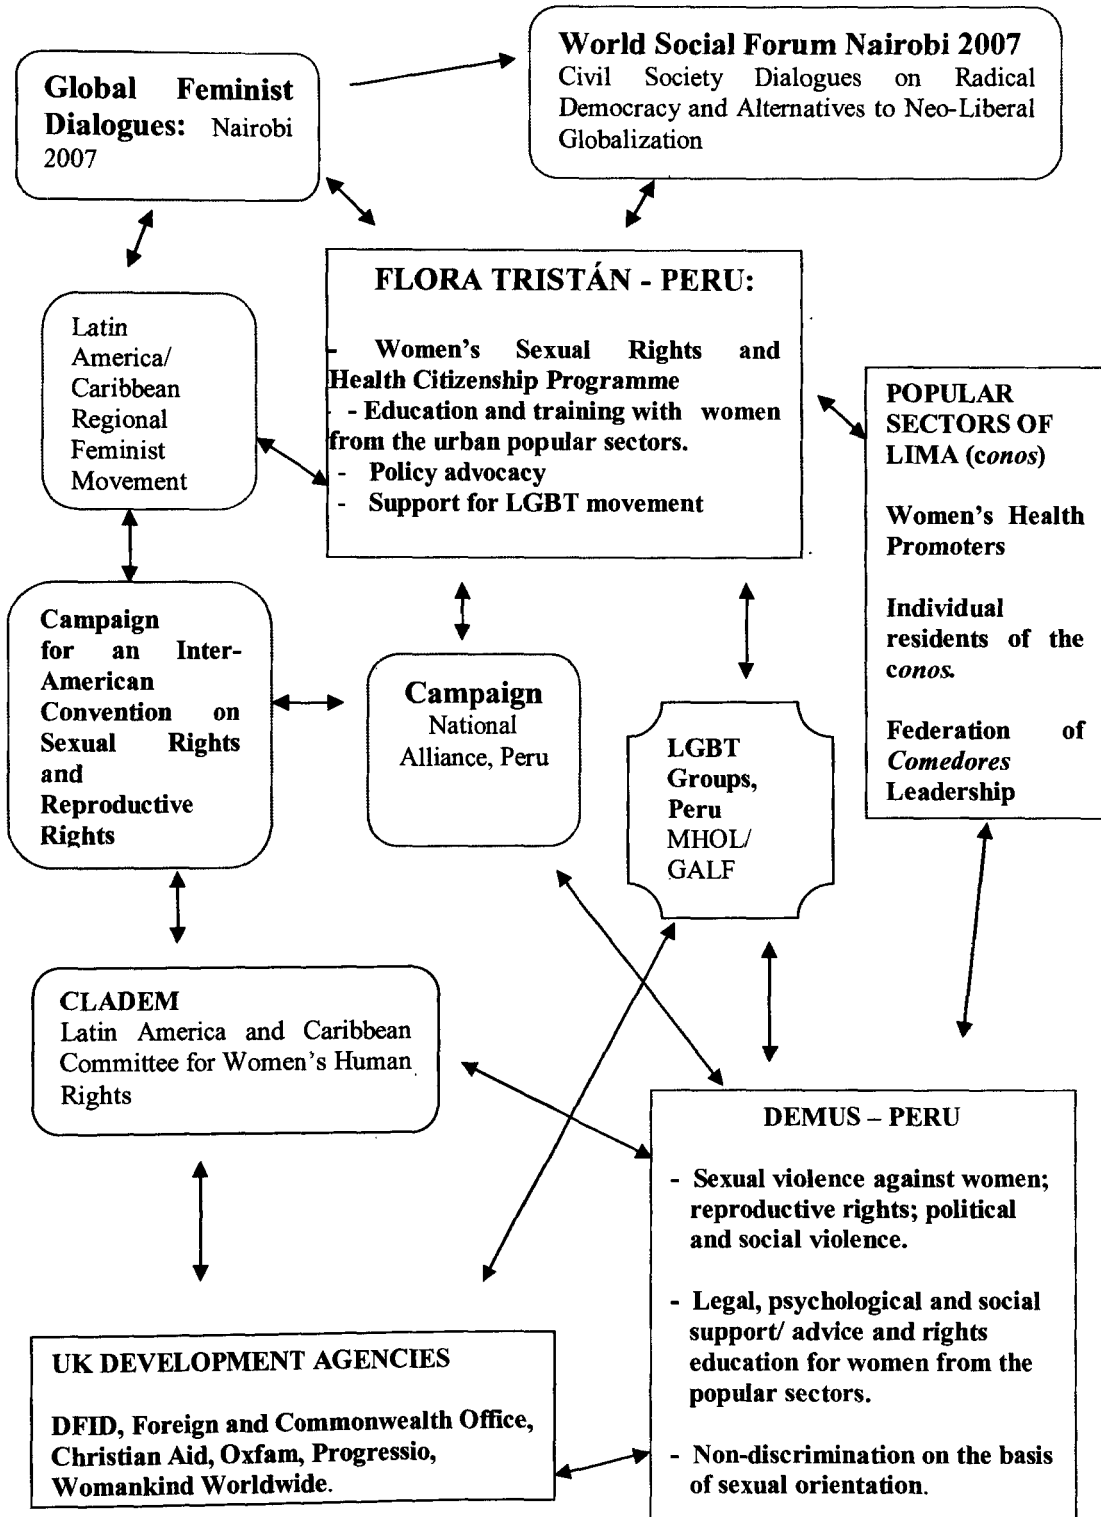 Global Feminist
Dialogues: Nairobi
2007
World Social Forum Nairobi 2007
Civil Society Dialogues on Radical
Democracy and Alternatives to Neo-Liberal
Globalization
FLORA TRISTÁN - PERU:
- Women's Sexual Rights and
Health Citizenship Programme
- Education and training with women
from the urban popular sectors.
- Policy advocacy
- Support for LGBT movement
Latin
America/
Caribbean
Regional
Feminist
Movement
POPULAR
SECTORS OF
LIMA (conos)
Women's Health
Promoters
Individual
residents of the
conos.
Federation of
Comedores
Leadership
Campaign
for an Inter-
American
Convention on
Sexual Rights
and
Reproductive
Rights
Campaign
National
Alliance, Peru
LGBT
Groups,
Peru
MHOL/
GALF
CLADEM
Latin America and Caribbean
Committee for Women's Human
Rights
DEMUS – PERU
- Sexual violence against women;
reproductive rights; political
and social violence.
- Legal, psychological and social
support/ advice and rights
education for women from the
popular sectors.
- Non-discrimination on the basis
of sexual orientation.
UK DEVELOPMENT AGENCIES
DFID, Foreign and Commonwealth Office,
Christian Aid, Oxfam, Progressio,
Womankind Worldwide.